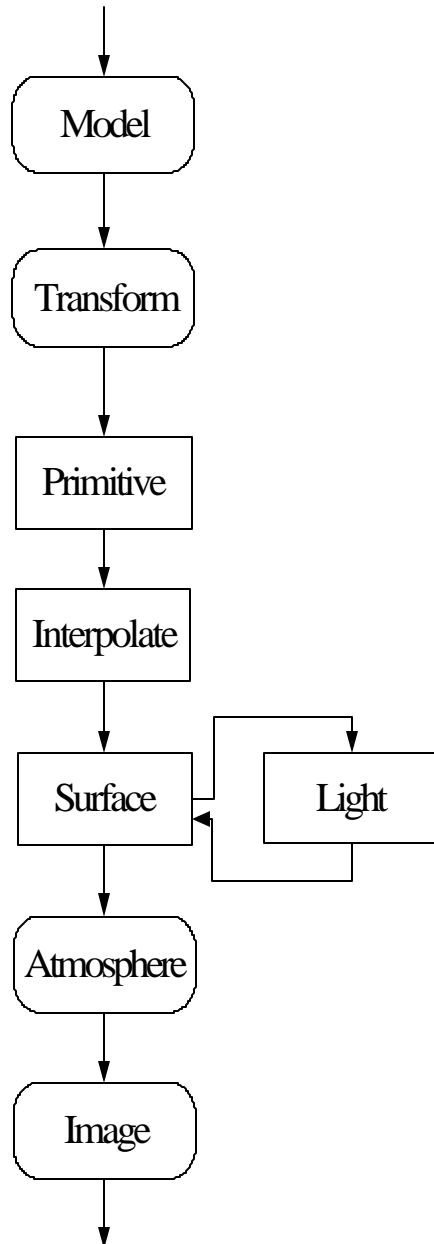 Model
Transform
Primitive
Interpolate
Surface
Light
Atmosphere
Image